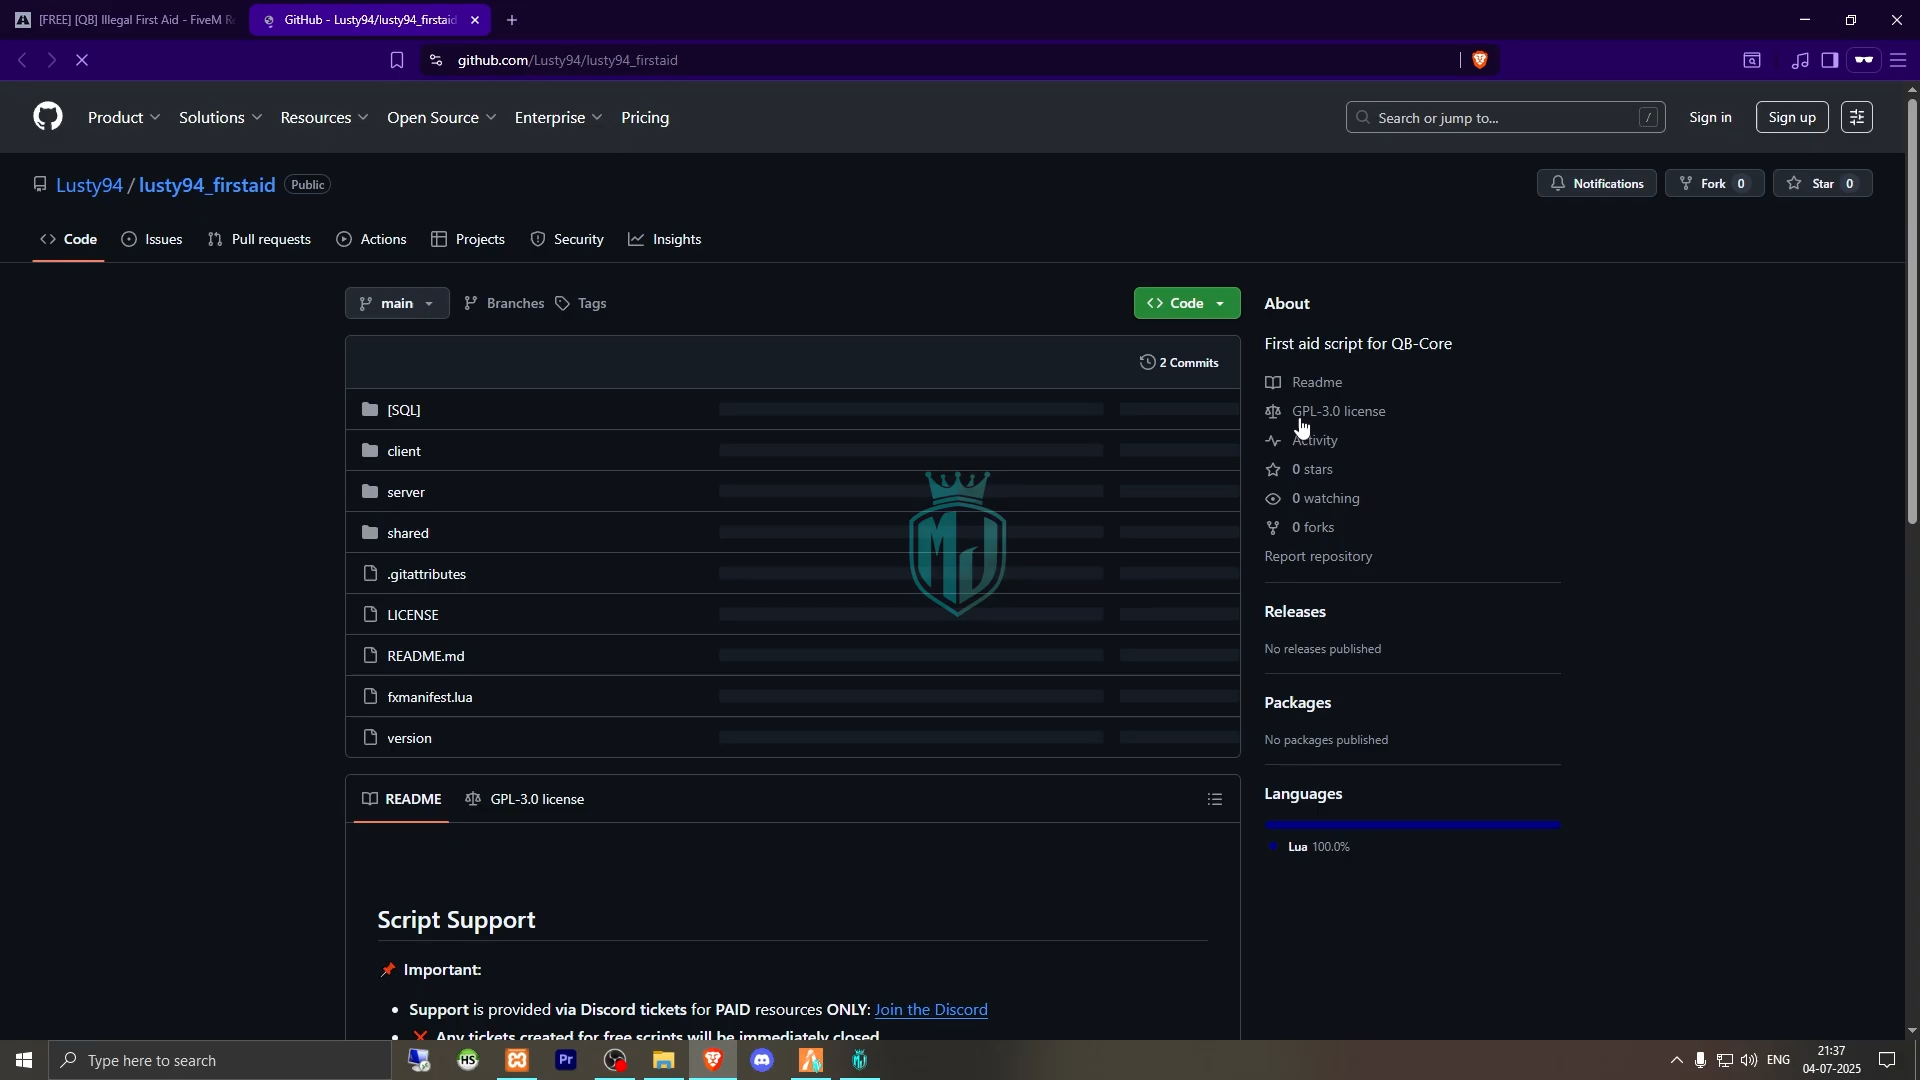 [FREE] [QB] Illegal First Aid - FiveM R
GitHub - Lusty94/lusty94_firstaid
github.com/Lusty94/lusty94_firstaid
Product Solutions Resources Open Source Enterprise Pricing
Search or jump to... /
Sign in
Sign up
Lusty94 / lusty94_firstaid Public
Notifications
Fork 0
Star 0
Code Issues Pull requests Actions Projects Security Insights
main
Branches
Tags
Code
2 Commits
[SQL]
client
server
shared
.gitattributes
LICENSE
README.md
fxmanifest.lua
version
README
GPL-3.0 license
Script Support
Important:
Support is provided via Discord tickets for PAID resources ONLY: Join the Discord
Any tickets created for free scripts will be immediately closed
About
First aid script for QB-Core
Readme
GPL-3.0 license
Activity
0 stars
0 watching
0 forks
Report repository
Releases
No releases published
Packages
No packages published
Languages
Lua 100.0%
MJ
Type here to search
HS
Pr
ENG
21:37
04-07-2025